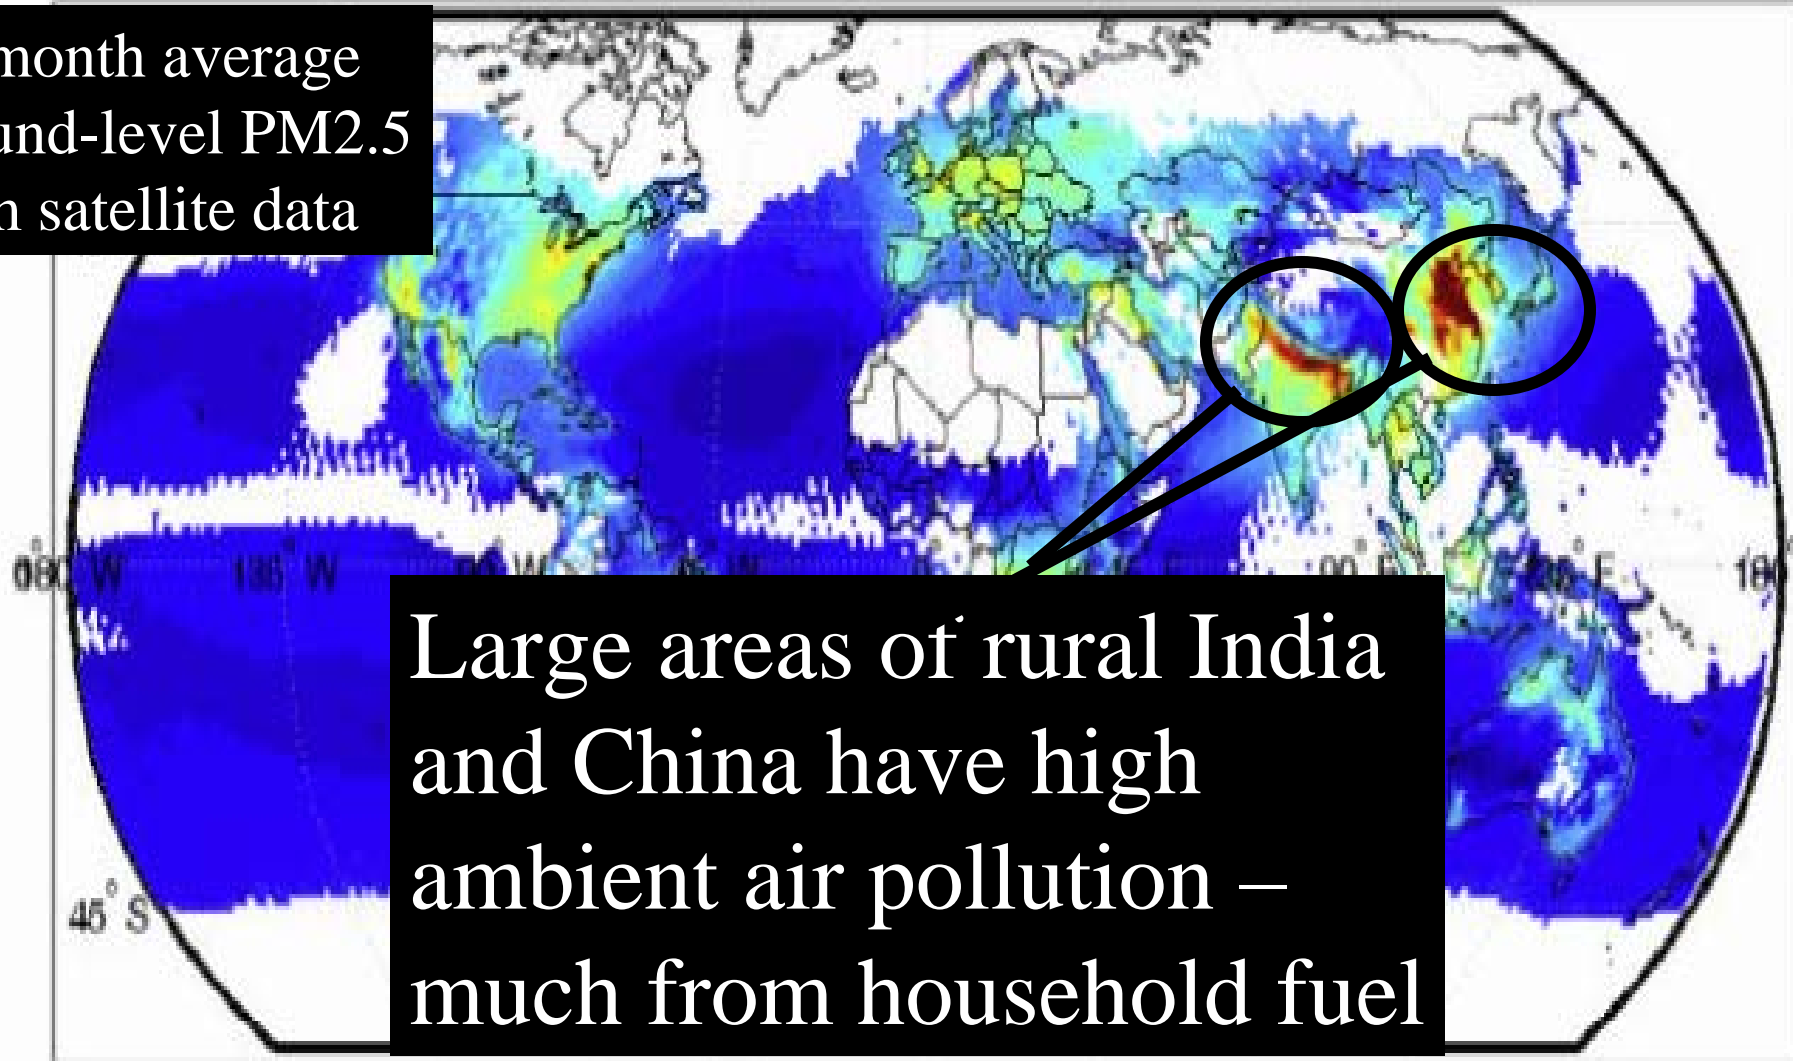 month average
und-level PM2.5
satellite data
Large areas of rural India
and China have high
ambient air pollution –
much from household fuel
135° W
45° S